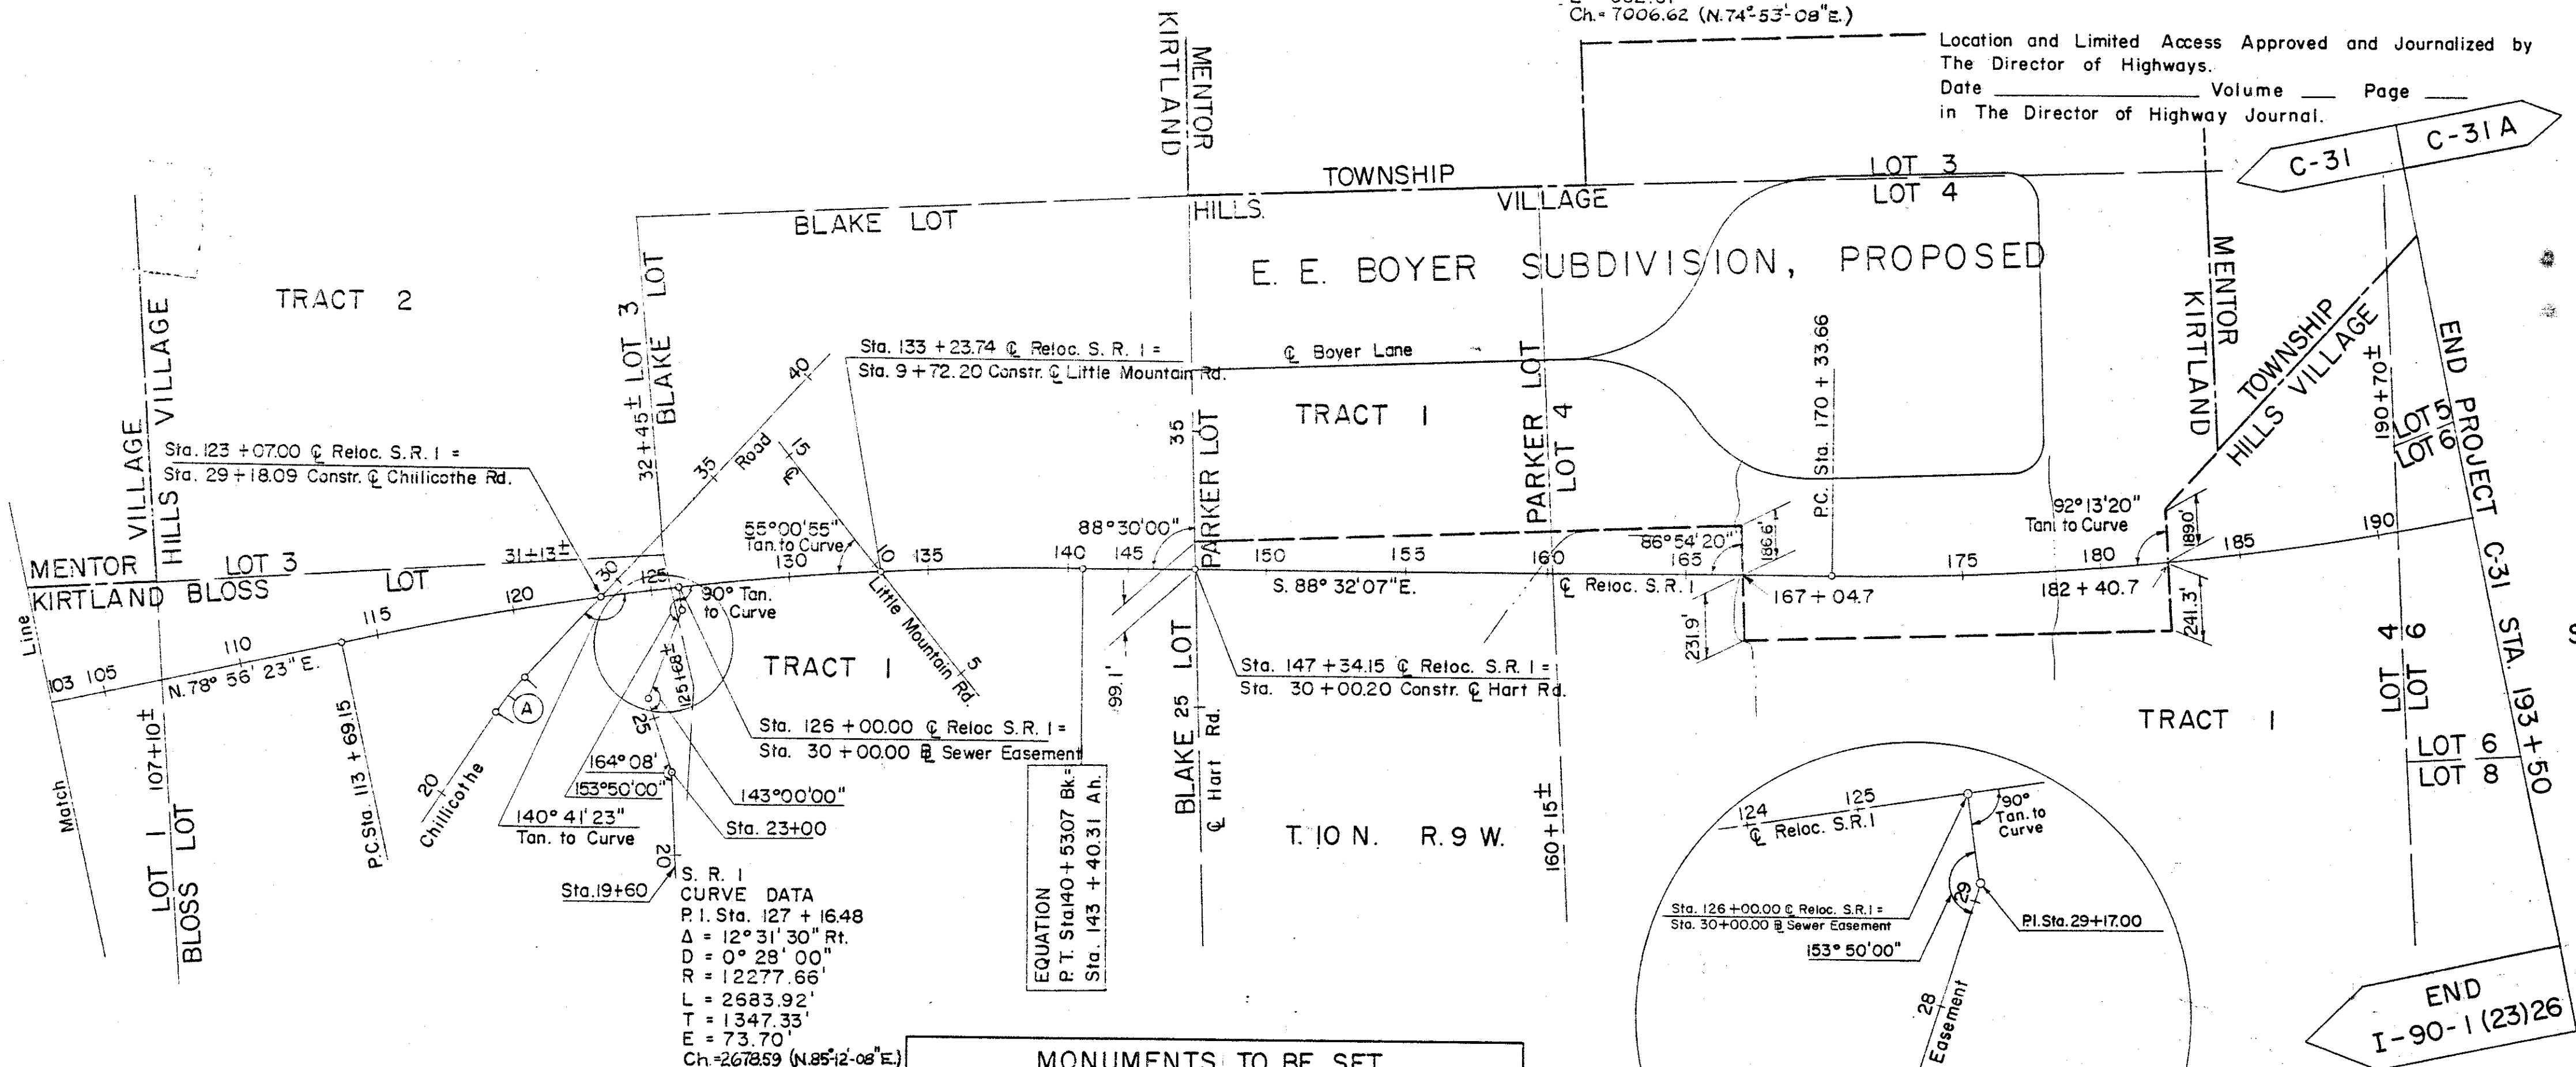 Ch.= 7006.62 (N.74°-53'-08"E.)
Location and Limited Access Approved and Journalized by
The Director of Highways.
Date ____ Volume ____ Page ____
in The Director of Highway Journal.
C-31
C-31A
KIRTLAND
MENTOR
TOWNSHIP
HILLS
VILLAGE
LOT 3
LOT 4
BLAKE LOT
E. E. BOYER SUBDIVISION, PROPOSED
TRACT 2
VILLAGE
HILLS VILLAGE
32+45± LOT 3
BLAKE LOT
MENTOR
KIRTLAND
TOWNSHIP
HILLS VILLAGE
190+70±
LOT 5
LOT 6
END PROJECT C-31 STA. 193+50
Sta. 133+23.74 ℄ Reloc. S. R. 1 =
Sta. 9+72.20 Constr. ℄ Little Mountain Rd.
℄ Boyer Lane
40
35
Road
15
℄
TRACT 1
35
PARKER LOT
PARKER LOT
LOT 4
P.C. Sta. 170+33.66
Sta. 123+07.00 ℄ Reloc. S.R. 1 =
Sta. 29+18.09 Constr. ℄ Chillicothe Rd.
55°00'55"
Tan. to Curve
88°30'00"
86°54'20"
186.6'
92°13'20"
Tan. to Curve
189.0'
MENTOR
KIRTLAND
LOT 3
BLOSS LOT
31+13±
30
125
130
10
135
140
145
150
155
160
165
175
180
185
190
S. 88° 32' 07"E.
℄ Reloc. S.R. 1
167+04.7
182+40.7
231.9'
241.3'
90° Tan.
to Curve
Little Mountain Rd.
5
103
105
110
115
120
N.78° 56' 23" E.
Match Line
107+10±
LOT 1
BLOSS LOT
P.C.Sta. 113+69.15
A
20
Chillicothe
TRACT 1
125+68±
25
99.1'
Sta. 147+34.15 ℄ Reloc. S.R. 1 =
Sta. 30+00.20 Constr. ℄ Hart Rd.
BLAKE LOT
25
℄ Hart Rd.
Sta. 126+00.00 ℄ Reloc S.R. 1 =
Sta. 30+00.00 ⅊ Sewer Easement
164°08'
153°50'00"
143°00'00"
140° 41'23"
Tan. to Curve
Sta. 23+00
20
Sta.19+60
EQUATION
P.T. Sta.140+53.07 Bk.=
Sta. 143+40.31 Ah.
T. 10 N. R. 9 W.
160+15±
TRACT 1
LOT 4
LOT 6
LOT 6
LOT 8
S. R. 1
CURVE DATA
P.I. Sta. 127+16.48
Δ = 12°31'30" Rt.
D = 0° 28' 00"
R = 12277.66'
L = 2683.92'
T = 1347.33'
E = 73.70'
Ch.=2678.59 (N.85°-12'-08"E.)
MONUMENTS TO BE SET
124
125
℄ Reloc. S.R.1
90°
Tan. to
Curve
29
Sta. 126+00.00 ℄ Reloc. S.R.1 =
Sta. 30+00.00 ⅊ Sewer Easement
153° 50'00"
P.I.Sta.29+17.00
28
Easement
END
I-90-1 (23)26